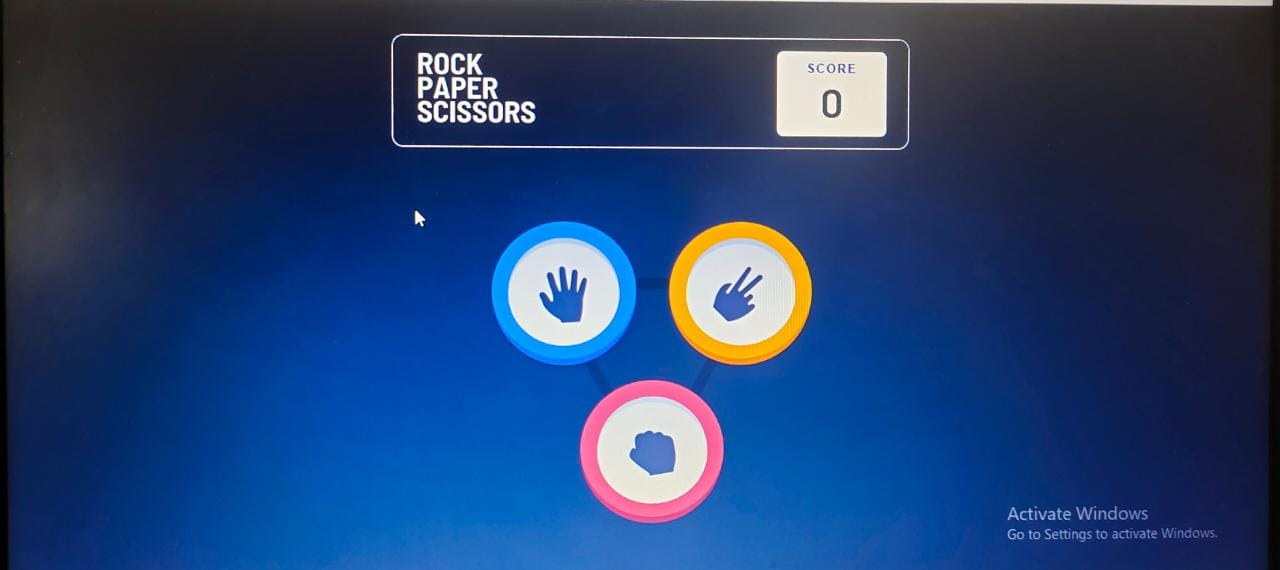 ROCK
PAPER
SCISSORS
SCORE
0
Activate Windows
Go to Settings to activate Windows.